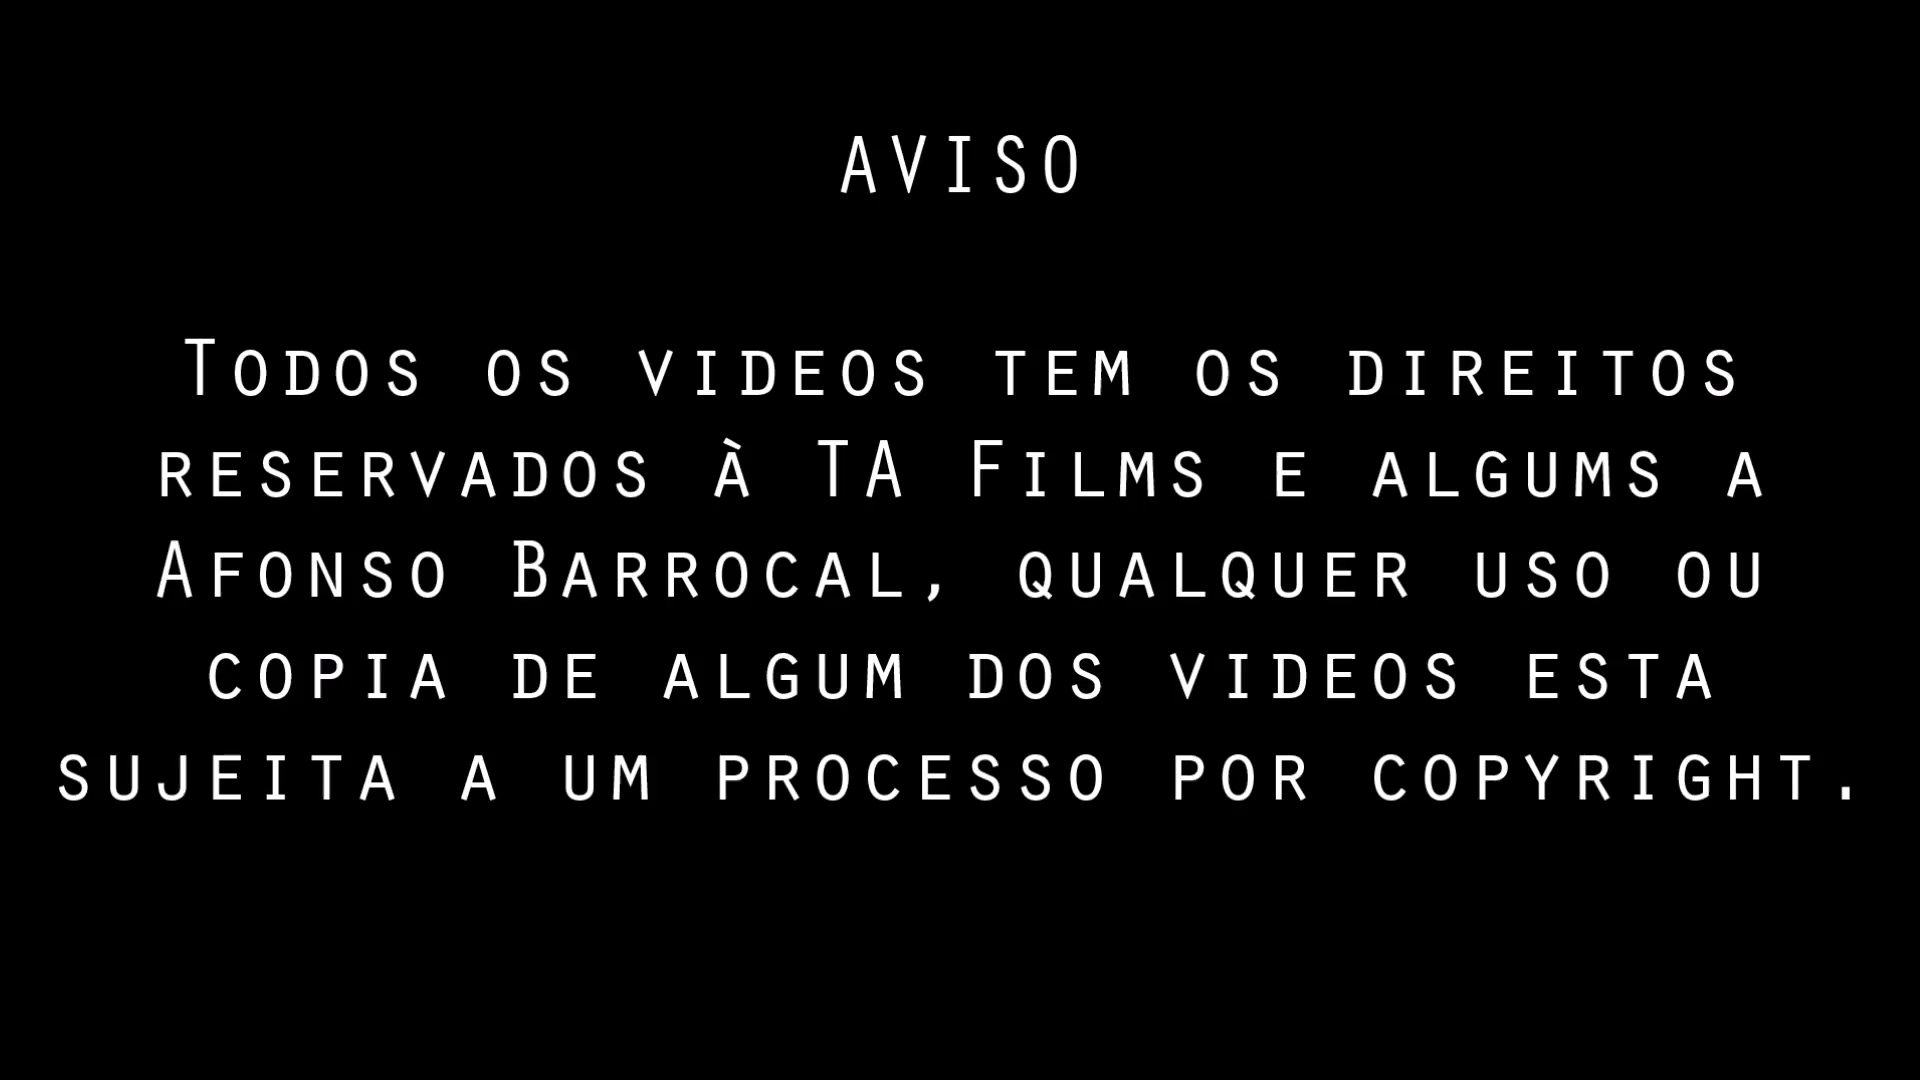 AVISO
Todos os videos tem os direitos
reservados à TA Films e algums a
Afonso Barrocal, qualquer uso ou
copia de algum dos videos esta
sujeita a um processo por copyright.